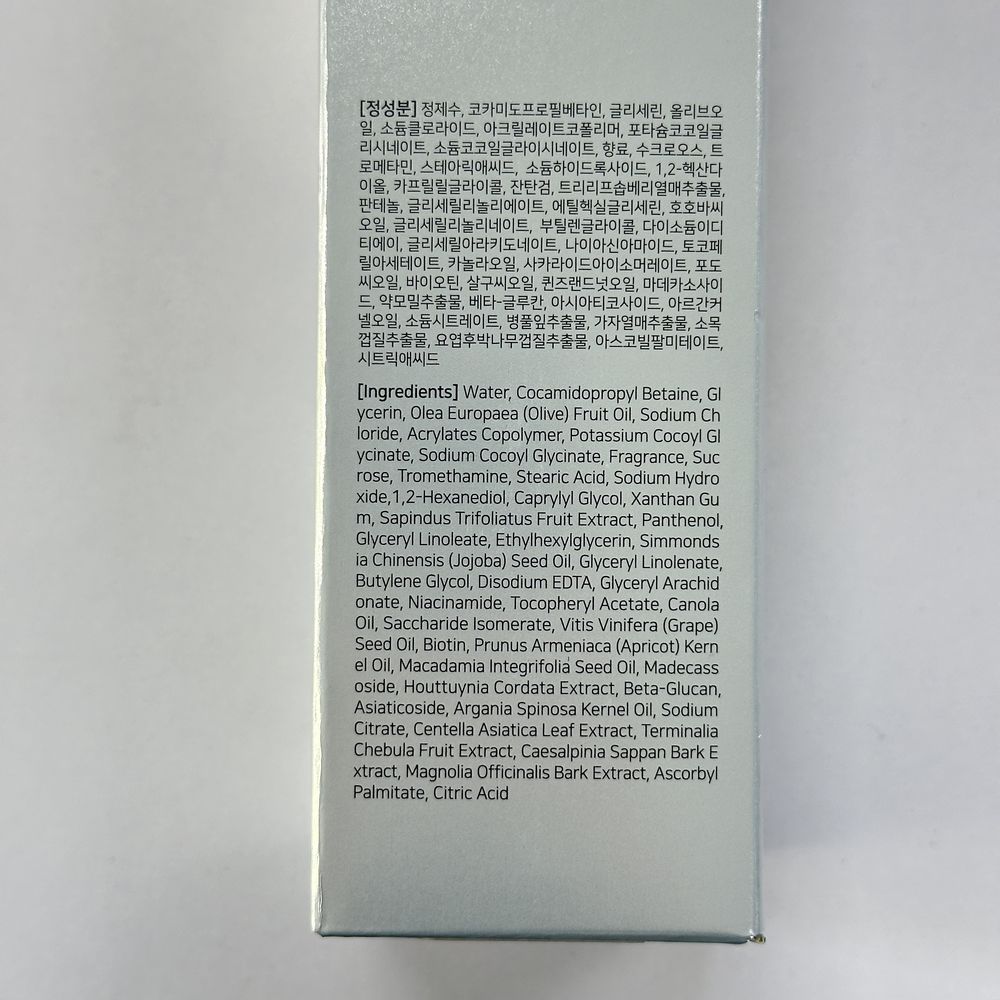 [정성분] 정제수, 코카미도프로필베타인, 글리세린, 올리브오
일, 소듐클로라이드, 아크릴레이트코폴리머, 포타슘코코일글
리시네이트, 소듐코코일글라이시네이트, 향료, 수크로오스, 트
로메타민, 스테아릭애씨드, 소듐하이드록사이드, 1,2-헥산다
이올, 카프릴릴글라이콜, 잔탄검, 트리리프솝베리열매추출물,
판테놀, 글리세릴리놀리에이트, 에틸헥실글리세린, 호호바씨
오일, 글리세릴리놀리네이트, 부틸렌글라이콜, 다이소듐이디
티에이, 글리세릴아라키도네이트, 나이아신아마이드, 토코페
릴아세테이트, 카놀라오일, 사카라이드아이소머레이트, 포도
씨오일, 바이오틴, 살구씨오일, 퀸즈랜드넛오일, 마데카소사이
드, 약모밀추출물, 베타-글루칸, 아시아티코사이드, 아르간커
넬오일, 소듐시트레이트, 병풀잎추출물, 가자열매추출물, 소목
껍질추출물, 요엽후박나무껍질추출물, 아스코빌팔미테이트,
시트릭애씨드
[Ingredients] Water, Cocamidopropyl Betaine, Gl
ycerin, Olea Europaea (Olive) Fruit Oil, Sodium Ch
loride, Acrylates Copolymer, Potassium Cocoyl Gl
ycinate, Sodium Cocoyl Glycinate, Fragrance, Suc
rose, Tromethamine, Stearic Acid, Sodium Hydro
xide,1,2-Hexanediol, Caprylyl Glycol, Xanthan Gu
m, Sapindus Trifoliatus Fruit Extract, Panthenol,
Glyceryl Linoleate, Ethylhexylglycerin, Simmonds
ia Chinensis (Jojoba) Seed Oil, Glyceryl Linolenate,
Butylene Glycol, Disodium EDTA, Glyceryl Arachid
onate, Niacinamide, Tocopheryl Acetate, Canola
Oil, Saccharide Isomerate, Vitis Vinifera (Grape)
Seed Oil, Biotin, Prunus Armeniaca (Apricot) Kern
el Oil, Macadamia Integrifolia Seed Oil, Madecass
oside, Houttuynia Cordata Extract, Beta-Glucan,
Asiaticoside, Argania Spinosa Kernel Oil, Sodium
Citrate, Centella Asiatica Leaf Extract, Terminalia
Chebula Fruit Extract, Caesalpinia Sappan Bark E
xtract, Magnolia Officinalis Bark Extract, Ascorbyl
Palmitate, Citric Acid